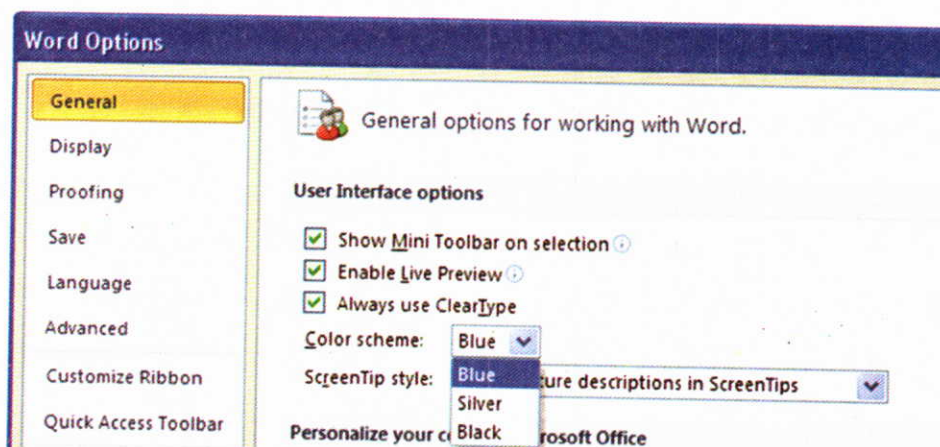 Word Options
General
Display
Proofing
Save
Language
Advanced
Customize Ribbon
Quick Access Toolbar
General options for working with Word.
User Interface options
Show Mini Toolbar on selection
Enable Live Preview
Always use ClearType
Color scheme: Blue
Blue
Silver
Black
ScreenTip style: ture descriptions in ScreenTips
Personalize your c rosoft Office